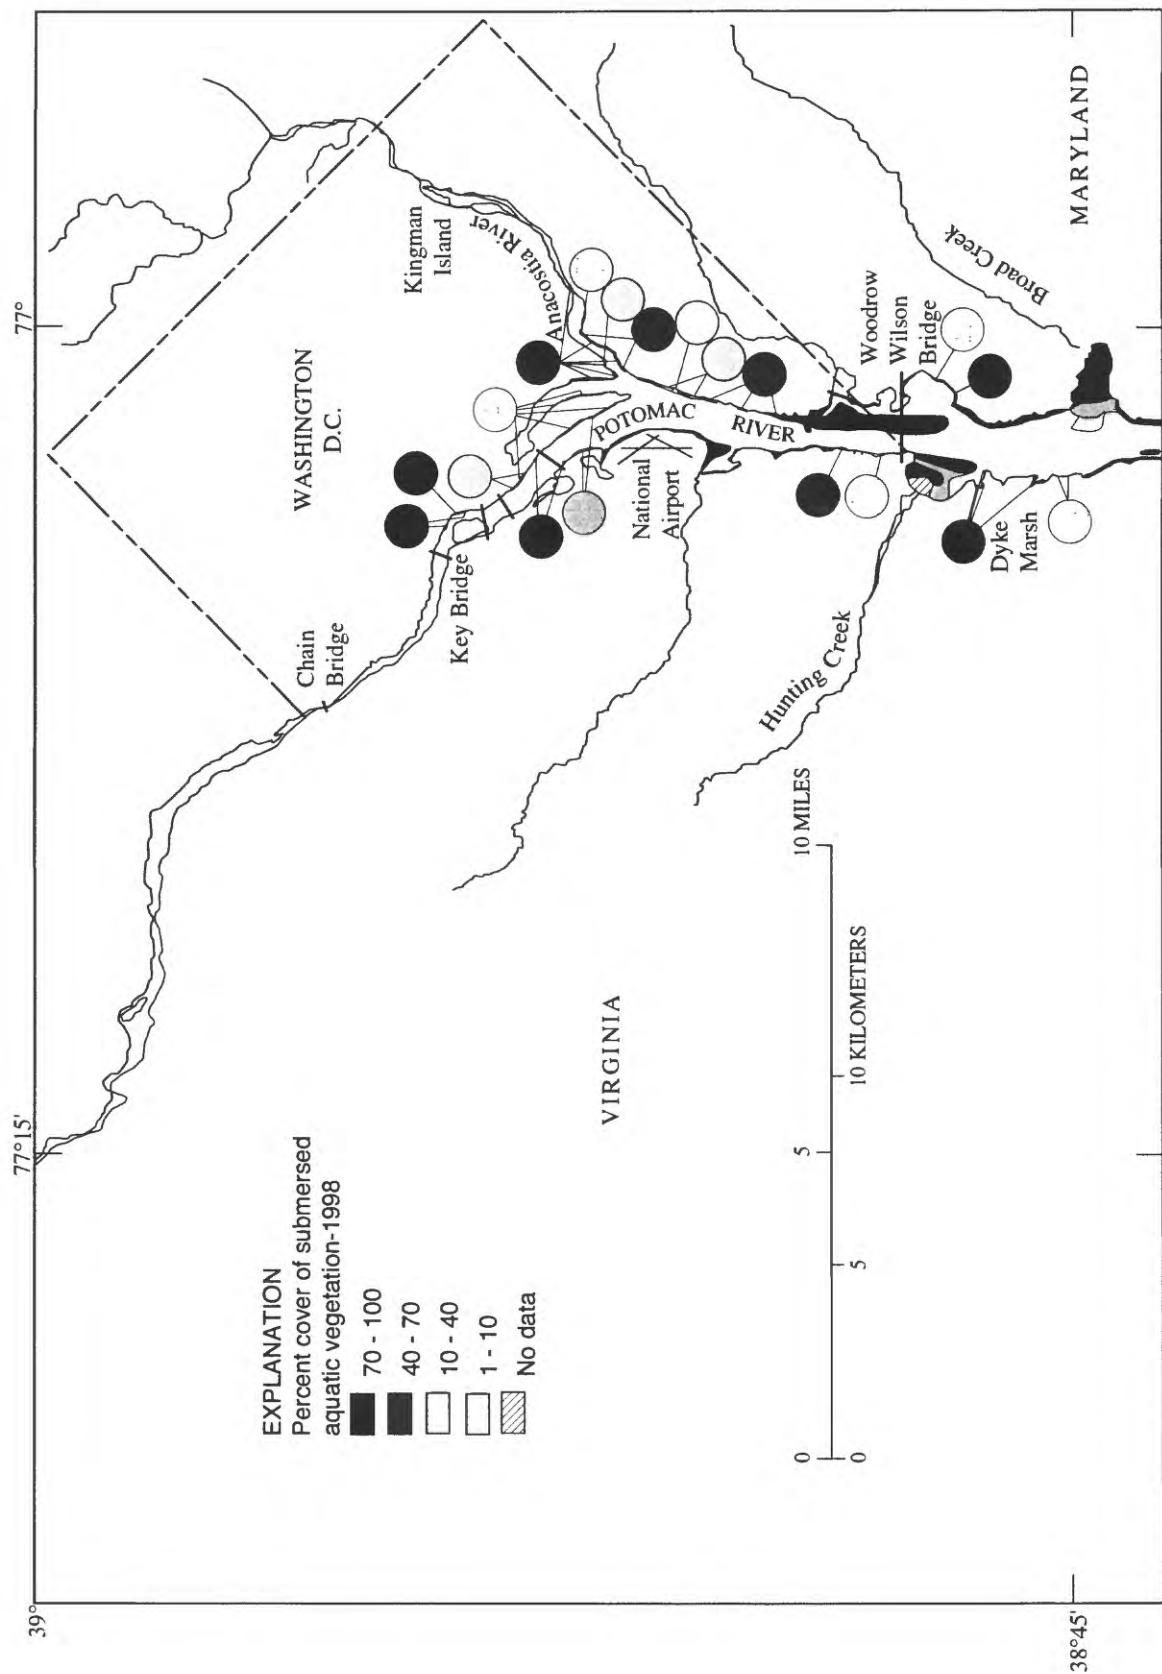 39°
77°15'
77°
38°45'
WASHINGTON
D.C.
Chain
Bridge
Key Bridge
Kingman
Island
Anacostia River
POTOMAC RIVER
National
Airport
Woodrow
Wilson
Bridge
Hunting Creek
Broad Creek
Dyke
Marsh
VIRGINIA
MARYLAND
EXPLANATION
Percent cover of submersed
aquatic vegetation-1998
70 - 100
40 - 70
10 - 40
1 - 10
No data
0 5 10 MILES
0 5 10 KILOMETERS